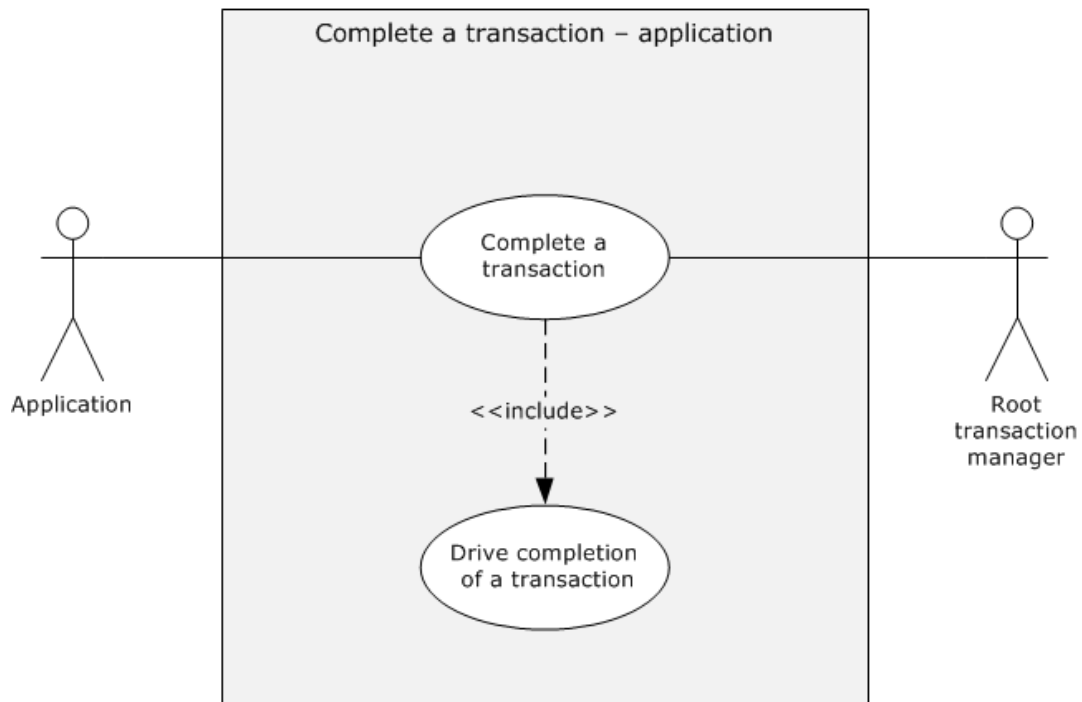 Complete a transaction – application
Complete a
transaction
Application
<<include>>
Root
transaction
manager
Drive completion
of a transaction